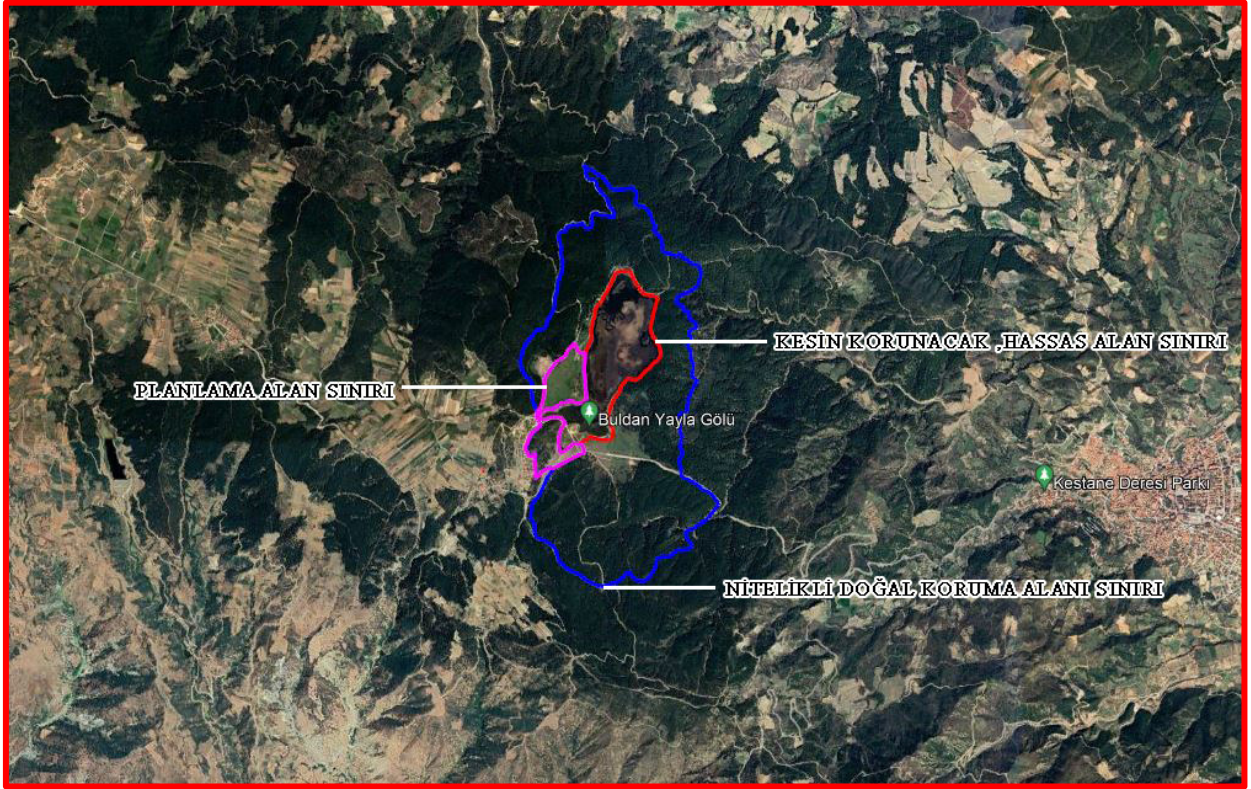 KESİN KORUNACAK ,HASSAS ALAN SINIRI
PLANLAMA ALAN SINIRI
Buldan Yayla Gölü
Kestane Deresi Parkı
NİTELİKLİ DOĞAL KORUMA ALANI SINIRI